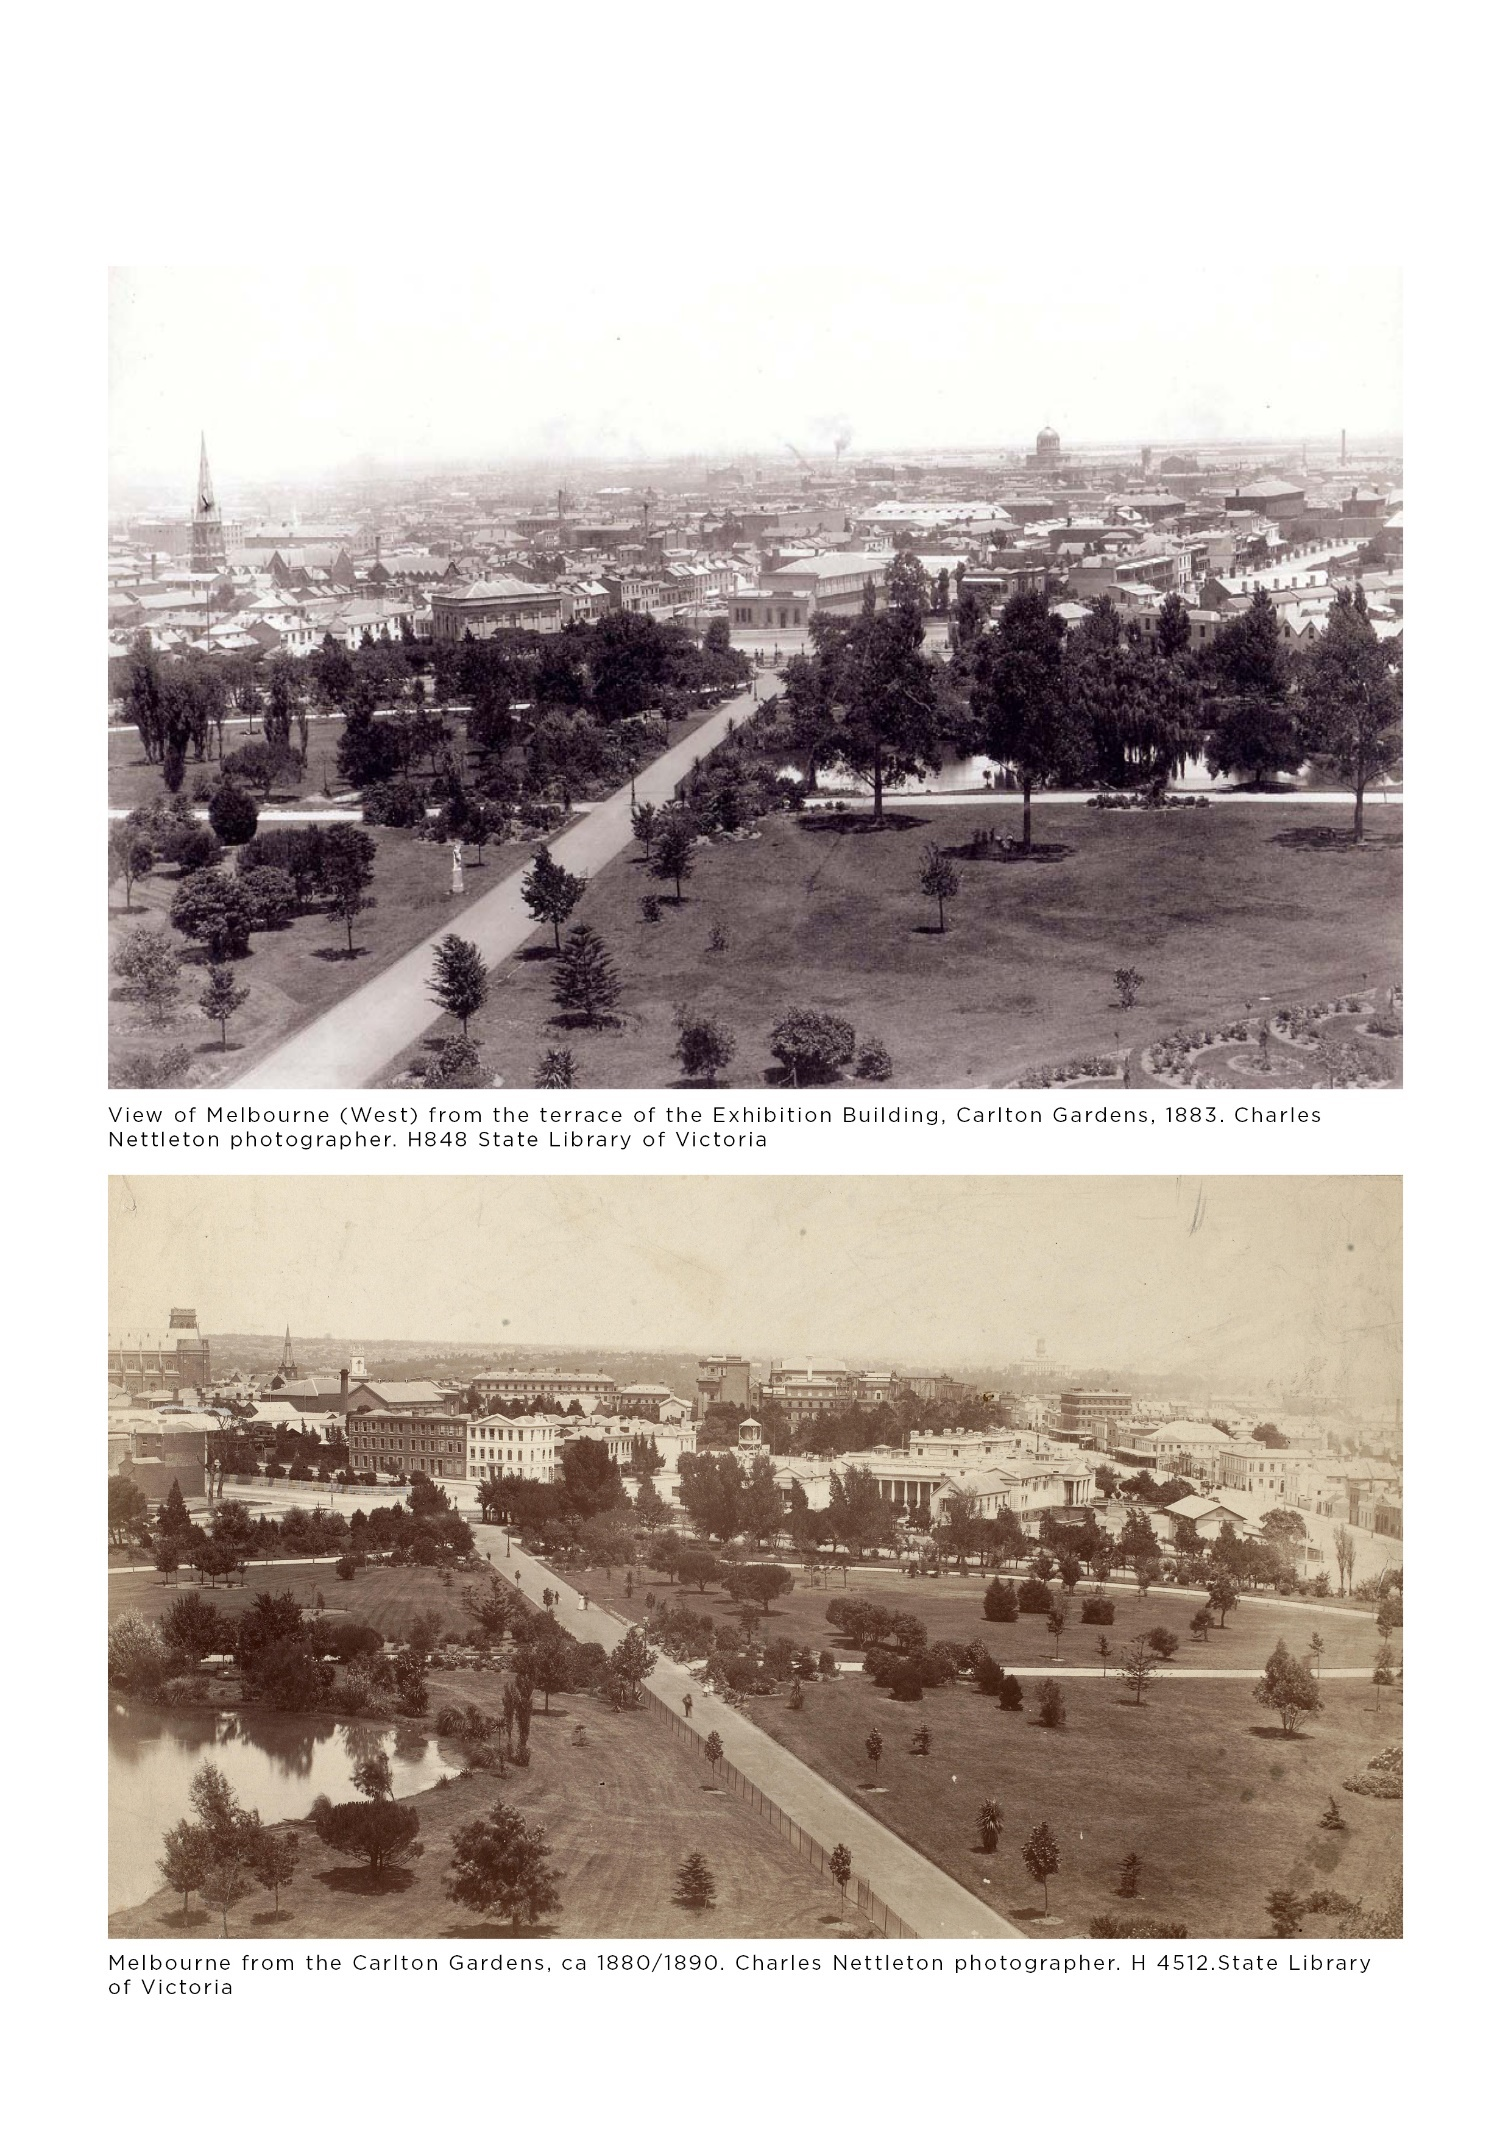 View of Melbourne (West) from the terrace of the Exhibition Building, Carlton Gardens, 1883. Charles
Nettleton photographer. H848 State Library of Victoria
Melbourne from the Carlton Gardens, ca 1880/1890. Charles Nettleton photographer. H 4512.State Library
of Victoria